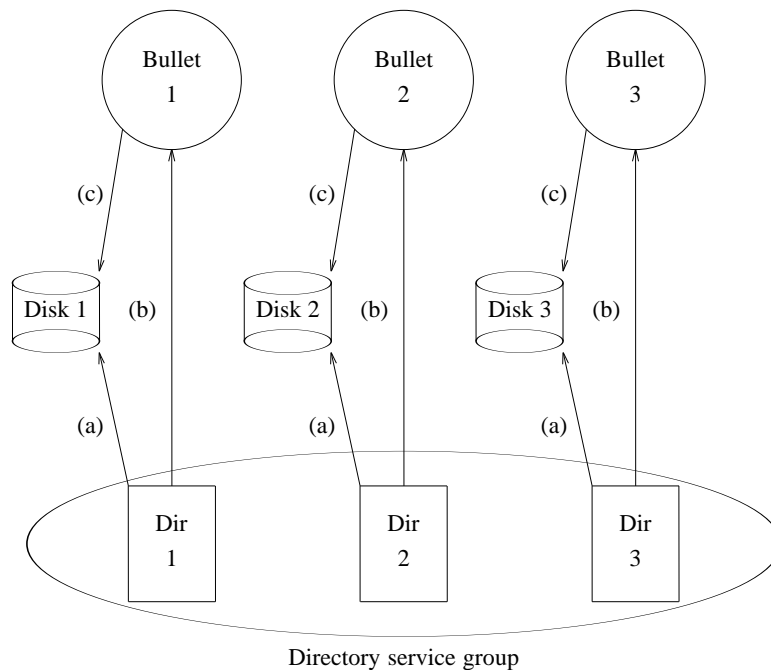 Bullet
1
Bullet
2
Bullet
3
(c)
(c)
(c)
Disk 1
(b)
Disk 2
(b)
Disk 3
(b)
(a)
(a)
(a)
Dir
1
Dir
2
Dir
3
Directory service group